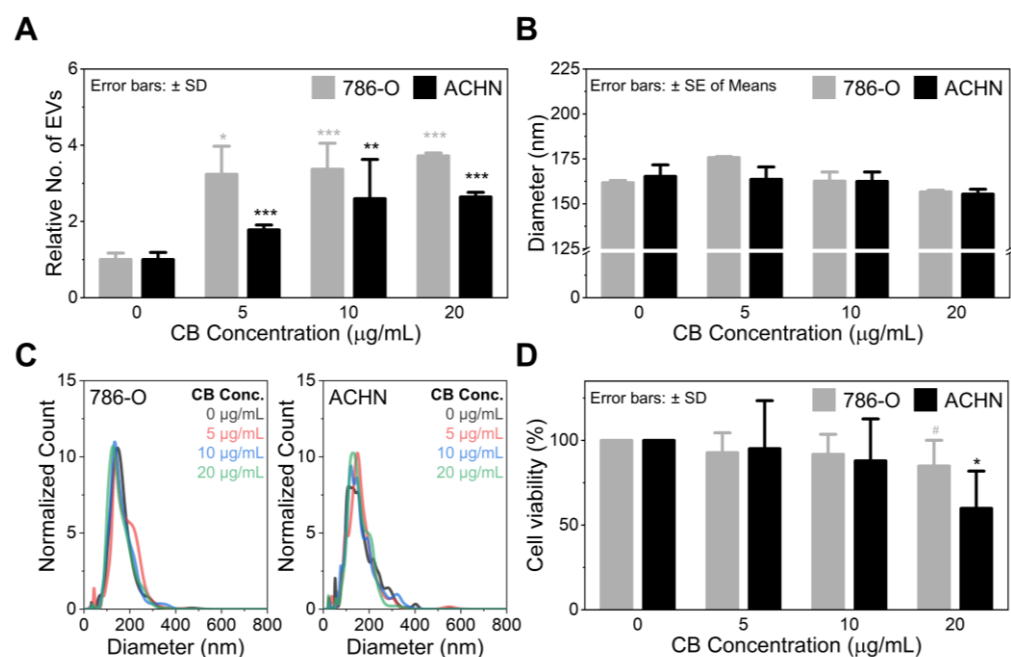 A
Error bars: ± SD
786-O
ACHN
Relative No. of EVs
6
4
2
0
*
***
***
**
***
***
0
5
10
20
CB Concentration (μg/mL)
B
Error bars: ± SE of Means
786-O
ACHN
Diameter (nm)
225
200
175
150
125
0
0
5
10
20
CB Concentration (μg/mL)
C
786-O
CB Conc.
0 μg/mL
5 μg/mL
10 μg/mL
20 μg/mL
Normalized Count
15
10
5
0
0
200
400
600
800
Diameter (nm)
ACHN
CB Conc.
0 μg/mL
5 μg/mL
10 μg/mL
20 μg/mL
Normalized Count
15
10
5
0
0
200
400
600
800
Diameter (nm)
D
Error bars: ± SD
786-O
ACHN
Cell viability (%)
100
50
0
#
*
0
5
10
20
CB Concentration (μg/mL)